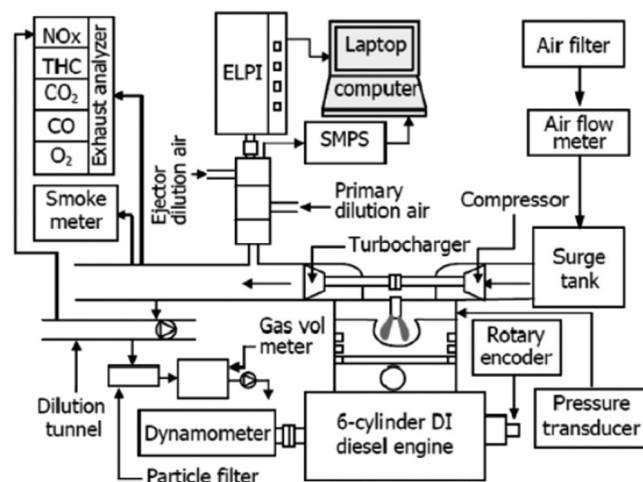 NOx
THC
CO₂
CO
O₂
Exhaust analyzer
ELPI
Laptop
computer
SMPS
Air filter
Air flow
meter
Smoke
meter
Ejector
dilution air
Primary
dilution air
Compressor
Turbocharger
Surge
tank
Gas vol
meter
Rotary
encoder
Dilution
tunnel
Dynamometer
6-cylinder DI
diesel engine
Pressure
transducer
Particle filter